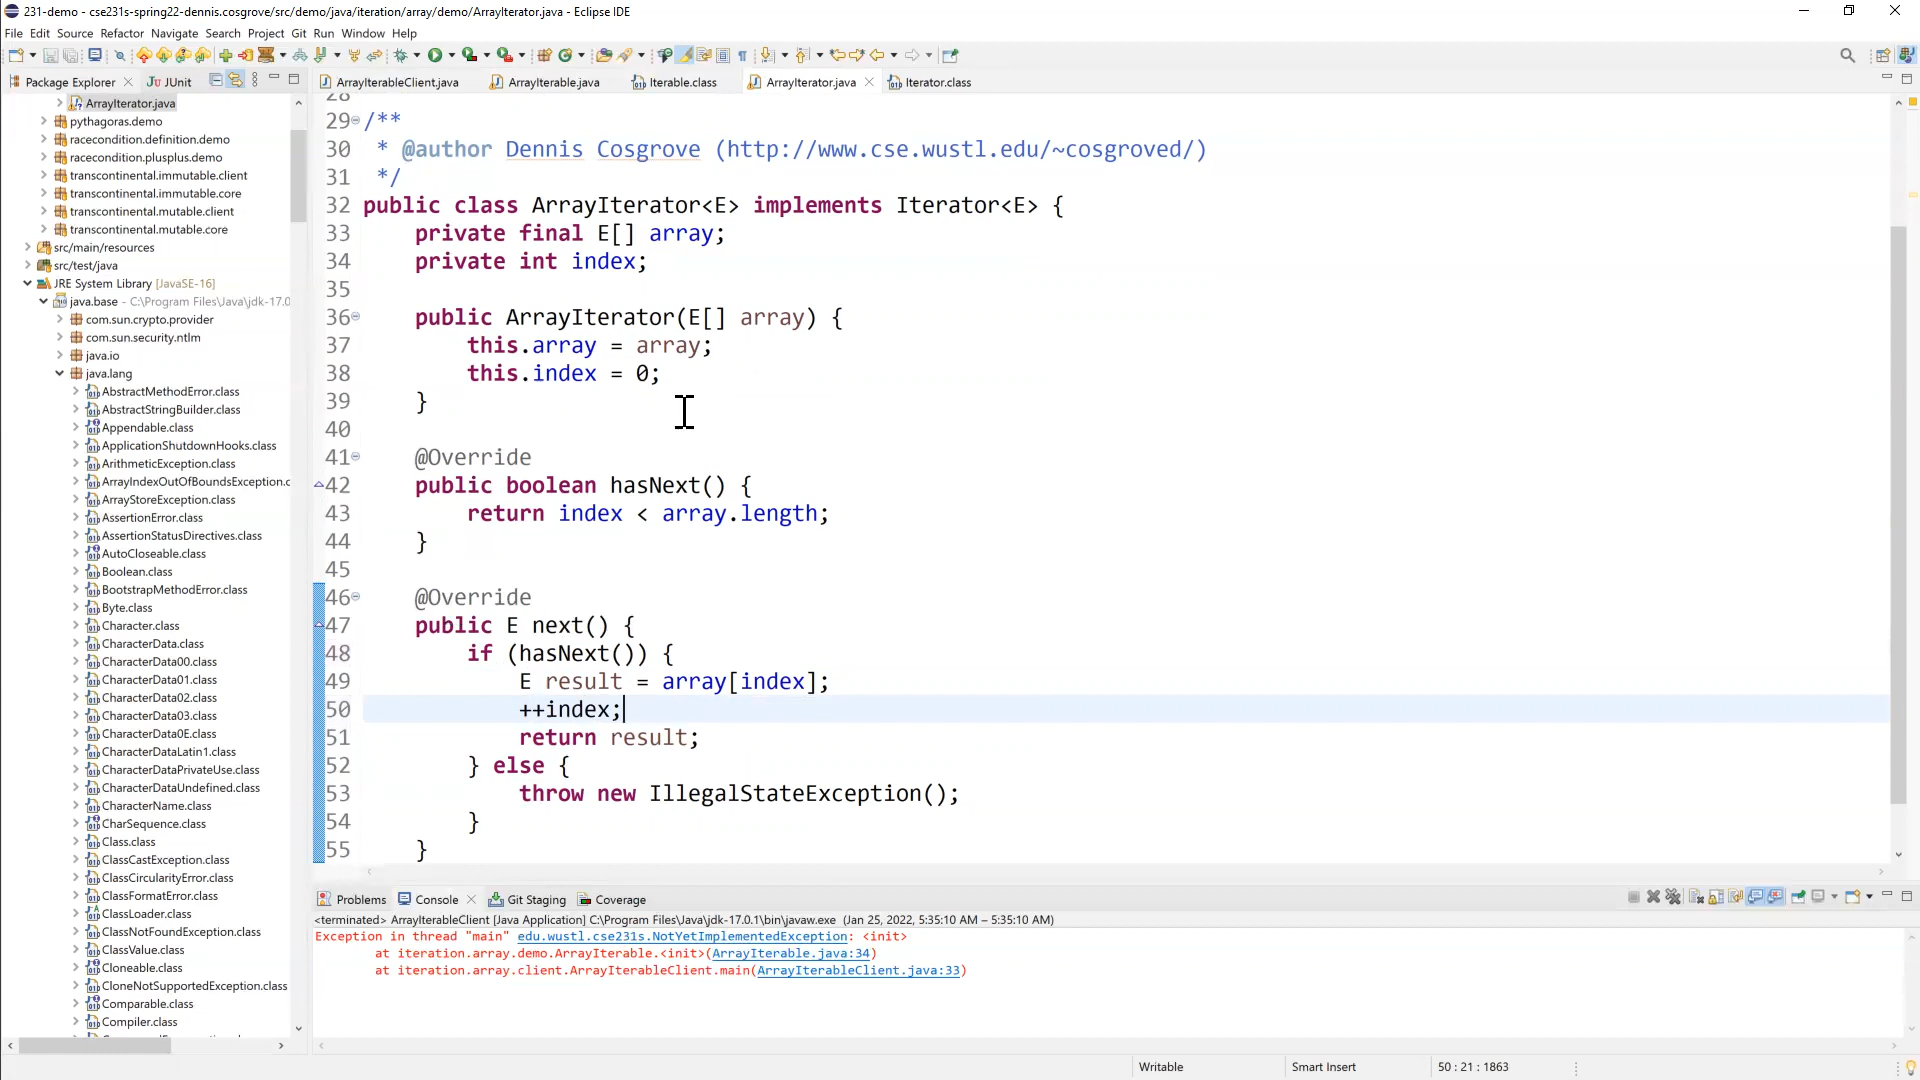 231-demo - cse231s-spring22-dennis.cosgrove/src/demo/java/iteration/array/demo/ArrayIterator.java - Eclipse IDE
File Edit Source Refactor Navigate Search Project Git Run Window Help
Package Explorer JUnit
ArrayIterableClient.java ArrayIterable.java Iterable.class ArrayIterator.java Iterator.class
ArrayIterator.java
pythagoras.demo
racecondition.definition.demo
racecondition.plusplus.demo
transcontinental.immutable.client
transcontinental.immutable.core
transcontinental.mutable.client
transcontinental.mutable.core
src/main/resources
src/test/java
JRE System Library [JavaSE-16]
java.base - C:\Program Files\Java\jdk-17.0
com.sun.crypto.provider
com.sun.security.ntlm
java.io
java.lang
AbstractMethodError.class
AbstractStringBuilder.class
Appendable.class
ApplicationShutdownHooks.class
ArithmeticException.class
ArrayIndexOutOfBoundsException.c
ArrayStoreException.class
AssertionError.class
AssertionStatusDirectives.class
AutoCloseable.class
Boolean.class
BootstrapMethodError.class
Byte.class
Character.class
CharacterData.class
CharacterData00.class
CharacterData01.class
CharacterData02.class
CharacterData03.class
CharacterData0E.class
CharacterDataLatin1.class
CharacterDataPrivateUse.class
CharacterDataUndefined.class
CharacterName.class
CharSequence.class
Class.class
ClassCastException.class
ClassCircularityError.class
ClassFormatError.class
ClassLoader.class
ClassNotFoundException.class
ClassValue.class
Cloneable.class
CloneNotSupportedException.class
Comparable.class
Compiler.class
28
29 /**
30 * @author Dennis Cosgrove (http://www.cse.wustl.edu/~cosgroved/)
31 */
32 public class ArrayIterator<E> implements Iterator<E> {
33 private final E[] array;
34 private int index;
35
36 public ArrayIterator(E[] array) {
37 this.array = array;
38 this.index = 0;
39 }
40
41 @Override
42 public boolean hasNext() {
43 return index < array.length;
44 }
45
46 @Override
47 public E next() {
48 if (hasNext()) {
49 E result = array[index];
50 ++index;
51 return result;
52 } else {
53 throw new IllegalStateException();
54 }
55 }
Problems Console Git Staging Coverage
<terminated> ArrayIterableClient [Java Application] C:\Program Files\Java\jdk-17.0.1\bin\javaw.exe (Jan 25, 2022, 5:35:10 AM – 5:35:10 AM)
Exception in thread "main" edu.wustl.cse231s.NotYetImplementedException: <init>
at iteration.array.demo.ArrayIterable.<init>(ArrayIterable.java:34)
at iteration.array.client.ArrayIterableClient.main(ArrayIterableClient.java:33)
Writable Smart Insert 50 : 21 : 1863